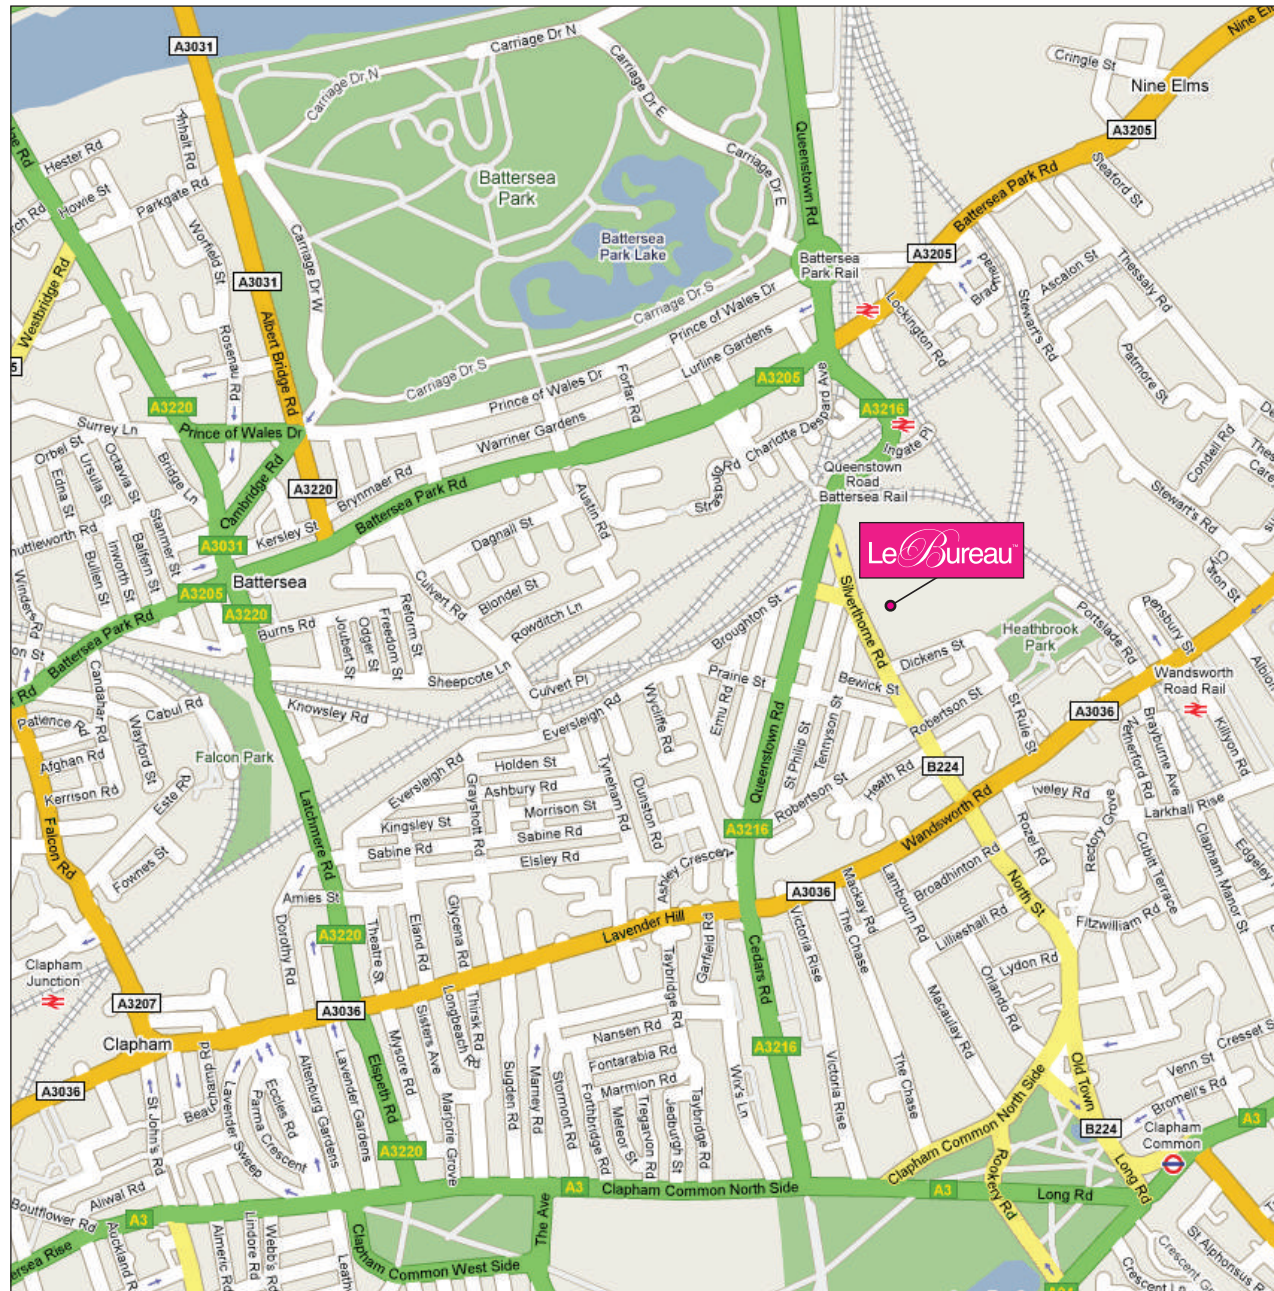 A3031
Carriage Dr N
Carriage Dr N
Carriage Dr E
Queenstown Rd
Nine Elms
Cringle St
Nine Elms
A3205
Hester Rd
Howie St
Parkgate Rd
Battersea
Park
Carriage Dr E
Battersea Park Rd
Sleaford St
Worfield St
Westbridge Rd
A3031
Carriage Dr W
Battersea
Park Lake
Battersea
Park Rail
A3205
Ascalon St
Thessaly Rd
Stewart's Rd
Carriage Dr S
Prince of Wales Dr
Lockington Rd
Albert Bridge Rd
Rosenau Rd
Lurline Gardens
Patmore St
Carriage Dr S
Forfar Rd
A3205
A3220
Prince of Wales Dr
A3216
Surrey Ln
Prince of Wales Dr
Warriner Gardens
Charlotte Despard Ave
Ingate Pl
Condell Rd
Orbel St
Edna St
Ursula St
Octavia St
Bridge Ln
Cambridge Rd
A3220
Brynmaer Rd
Battersea Park Rd
Austin Rd
Queenstown
Road
Battersea Rail
Stewart's Rd
Stanmer St
Balfern St
Inworth St
Bullen St
A3031
Kersley St
Dagnall St
Le Bureau™
A3205
Battersea
A3220
Culvert Rd
Blondel St
Rowditch Ln
Broughton St
Silverthorne Rd
Heathbrook
Park
Portslade Rd
Pensbury St
Battersea Park Rd
Burns Rd
Joubert St
Odger St
Freedom St
Reform St
Sheepcote Ln
Culvert Pl
Dickens St
Wandsworth
Road Rail
Candahar Rd
Cabul Rd
Wayford St
Patience Rd
Knowsley Rd
Eversleigh Rd
Wycliffe Rd
Emu Rd
Prairie St
Bewick St
Robertson St
St Rule St
A3036
Netherford Rd
Brayburne Ave
Killyon Rd
Afghan Rd
Falcon Park
Este Rd
Queenstown Rd
St Philip St
Tennyson St
Heath Rd
B224
Kerrison Rd
Latchmere Rd
Eversleigh Rd
Holden St
Ashbury Rd
Morrison St
Grayshott Rd
Tyneham Rd
Dunston Rd
Robertson St
Wandsworth Rd
Iveley Rd
Larkhall Rise
Falcon Rd
Kingsley St
Sabine Rd
Sabine Rd
Elsley Rd
A3216
Rozel Rd
Rectory Grove
Cubitt Terrace
Clapham Manor St
Edgeley Rd
Fownes St
Ashley Crescent
A3036
Broadhinton Rd
Amies St
Glycena Rd
Eland Rd
Theatre St
Mackay Rd
Lambourn Rd
North St
Fitzwilliam Rd
Dorothy Rd
A3220
Lavender Hill
Garfield Rd
Cedars Rd
Victoria Rise
The Chase
Lillieshall Rd
Lydon Rd
Orlando Rd
Clapham
Junction
A3207
A3036
Taybridge Rd
Macaulay Rd
Clapham
Mysore Rd
Sisters Ave
Longbeach Rd
Thirsk Rd
Nansen Rd
A3216
Fontarabia Rd
Cresset St
Venn St
A3036
St John's Rd
Beauchamp Rd
Lavender Sweep
Parma Crescent
Eccles Rd
Altenburg Gardens
Lavender Gardens
Elspeth Rd
Marjorie Grove
Sugden Rd
Marney Rd
Stormont Rd
Forthbridge Rd
Marmion Rd
Meteor St
Tregarvon Rd
Jedburgh St
Taybridge Rd
Wix's Ln
Victoria Rise
The Chase
Clapham Common North Side
Old Town
Bromell's Rd
A3
B224
Clapham
Common
A3220
Aliwal Rd
A3
Clapham Common North Side
A3
Rookery Rd
Long Rd
Long Rd
Boutflower Rd
A3
Auckland Rd
Almeric Rd
Lindore Rd
Webb's Rd
Clapham Common West Side
The Ave
St Alphonsus Rd